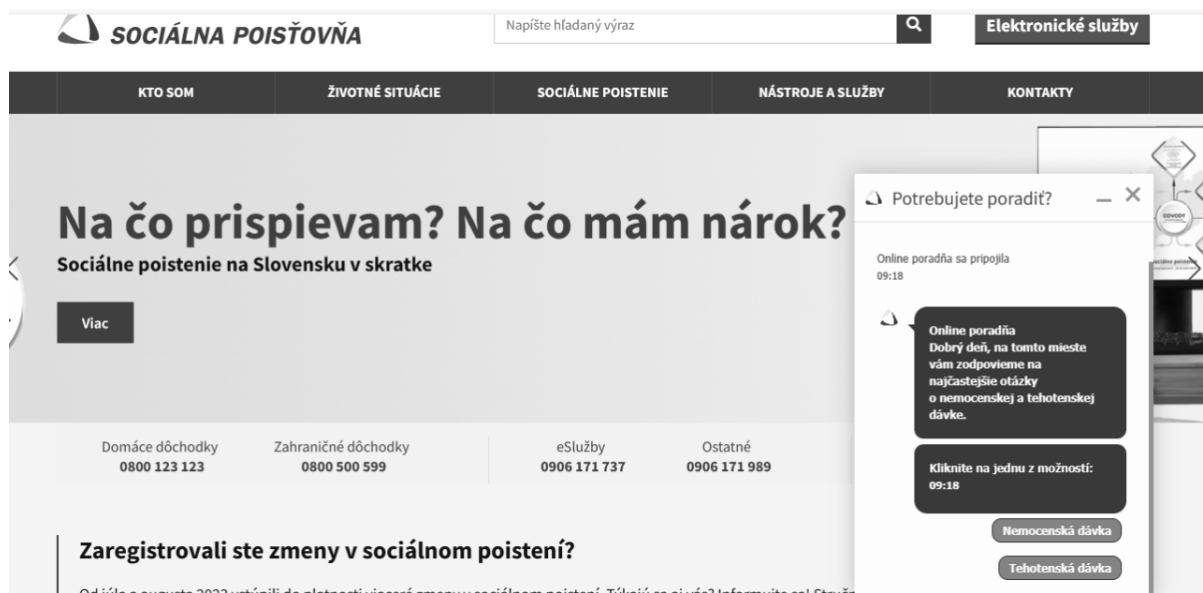 SOCIÁLNA POISŤOVŇA
Napíšte hľadaný výraz
Elektronické služby
KTO SOM
ŽIVOTNÉ SITUÁCIE
SOCIÁLNE POISTENIE
NÁSTROJE A SLUŽBY
KONTAKTY
Na čo prispievam? Na čo mám nárok?
Sociálne poistenie na Slovensku v skratke
Viac
ODVODY
Domáce dôchodky
0800 123 123
Zahraničné dôchodky
0800 500 599
eSlužby
0906 171 737
Ostatné
0906 171 989
Zaregistrovali ste zmeny v sociálnom poistení?
Potrebujete poradiť?
Online poradňa sa pripojila
09:18
Online poradňa
Dobrý deň, na tomto mieste
vám zodpovieme na
najčastejšie otázky
o nemocenskej a tehotenskej
dávke.
Kliknite na jednu z možností:
09:18
Nemocenská dávka
Tehotenská dávka